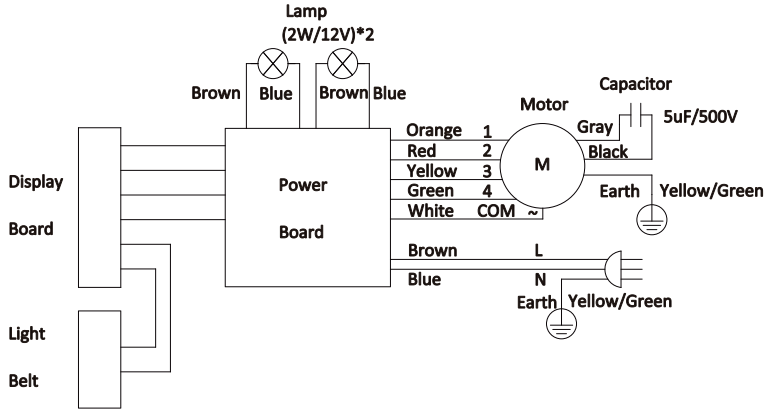 Lamp
(2W/12V)*2
Brown Blue Brown Blue
Capacitor
5uF/500V
Motor
Gray
Black
Orange 1
Red 2
Yellow 3
Green 4
White COM ~
M
Earth Yellow/Green
Display
Board
Power
Board
Brown L
Blue N
Earth Yellow/Green
Light
Belt